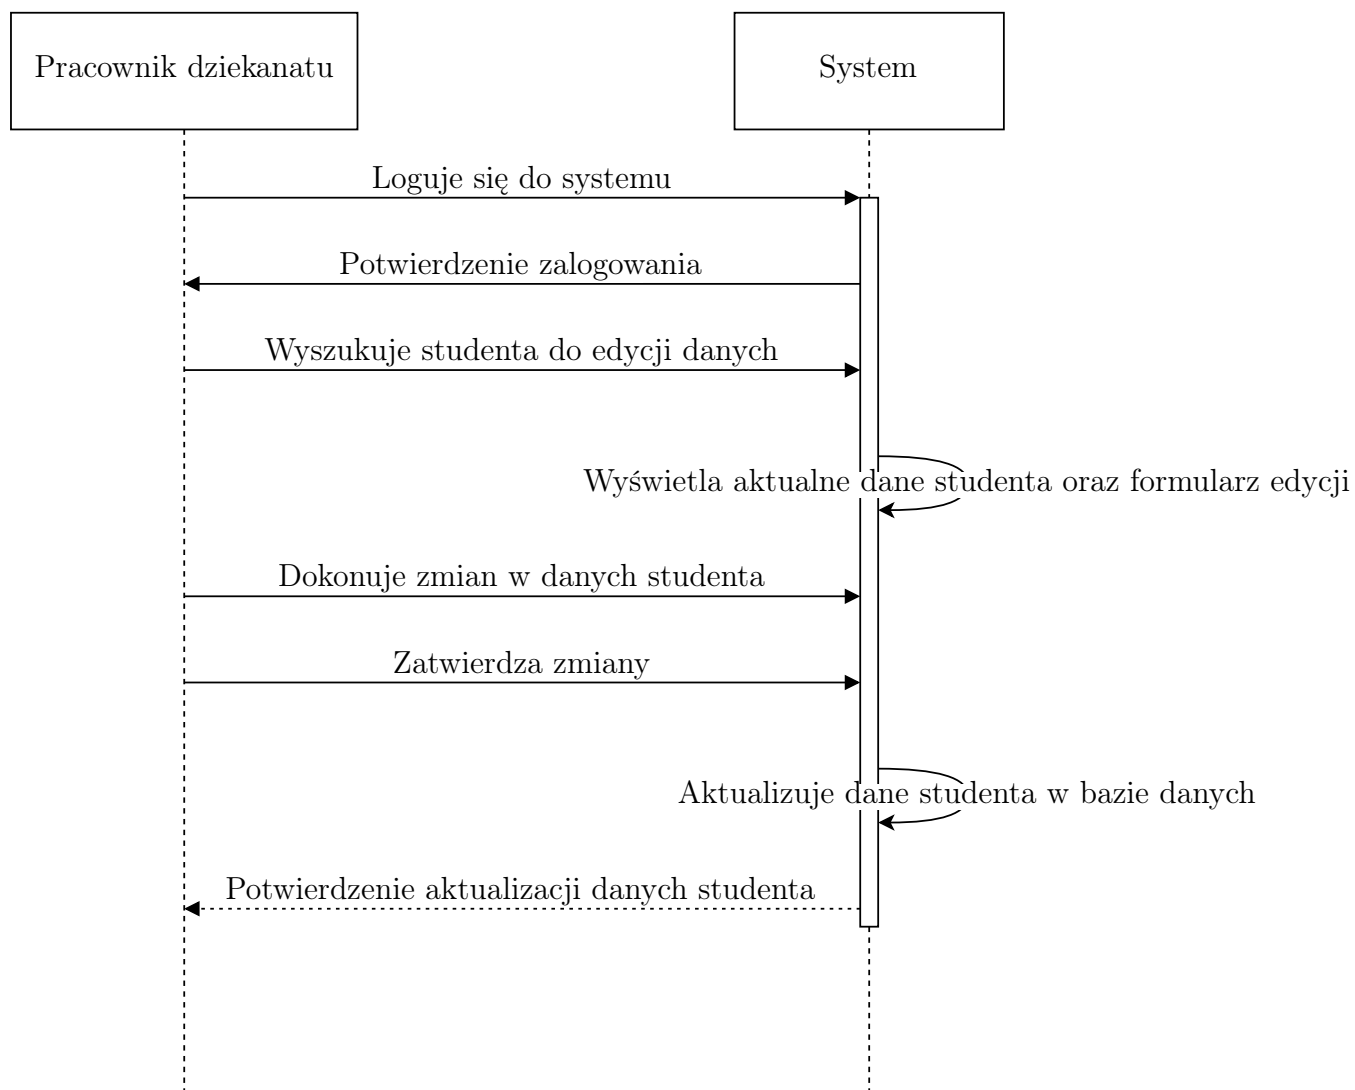 Pracownik dziekanatu
System
Loguje się do systemu
Potwierdzenie zalogowania
Wyszukuje studenta do edycji danych
Wyświetla aktualne dane studenta oraz formularz edycji
Dokonuje zmian w danych studenta
Zatwierdza zmiany
Aktualizuje dane studenta w bazie danych
Potwierdzenie aktualizacji danych studenta